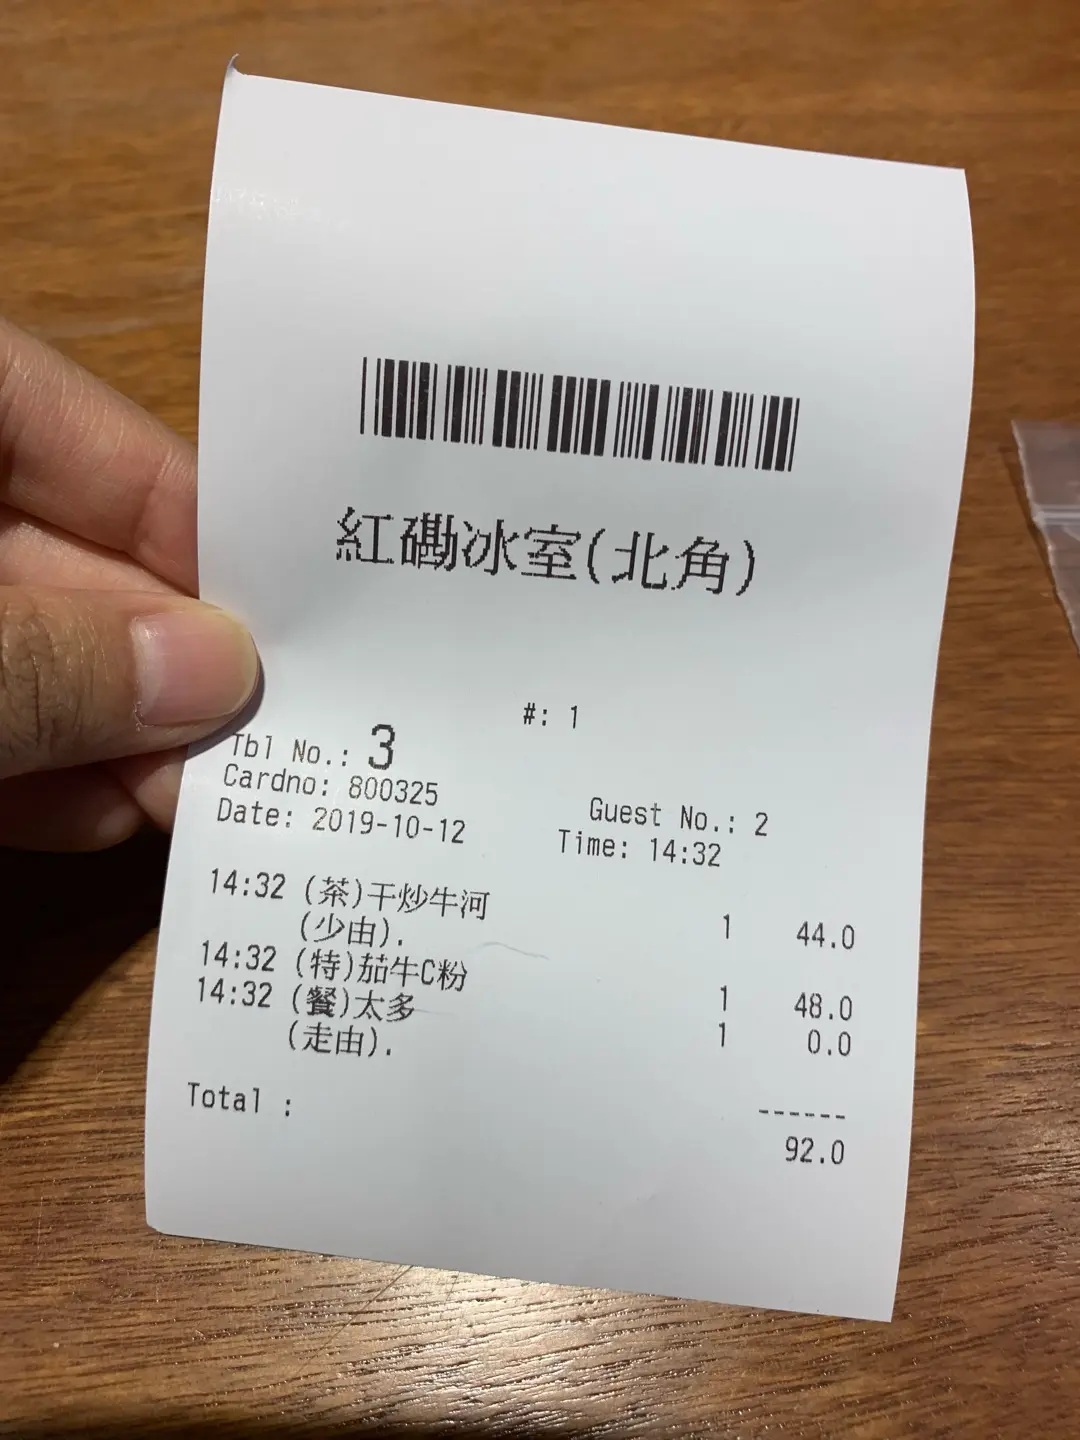 紅磡冰室(北角)
#: 1
Tbl No.: 3
Cardno: 800325 Guest No.: 2
Date: 2019-10-12 Time: 14:32
14:32 (茶)干炒牛河 1 44.0
(少由).
14:32 (特)茄牛C粉 1 48.0
14:32 (餐)太多 1 0.0
(走由).
------
Total : 92.0